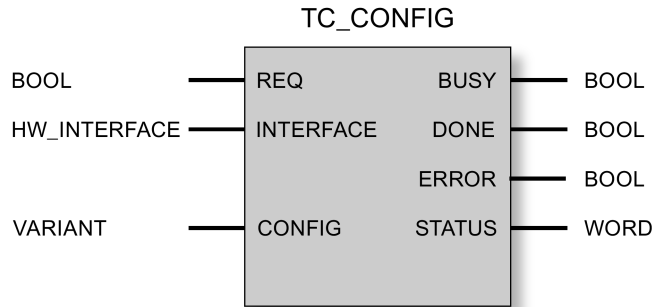 TC_CONFIG
BOOL REQ BUSY BOOL
HW_INTERFACE INTERFACE DONE BOOL
ERROR BOOL
VARIANT CONFIG STATUS WORD